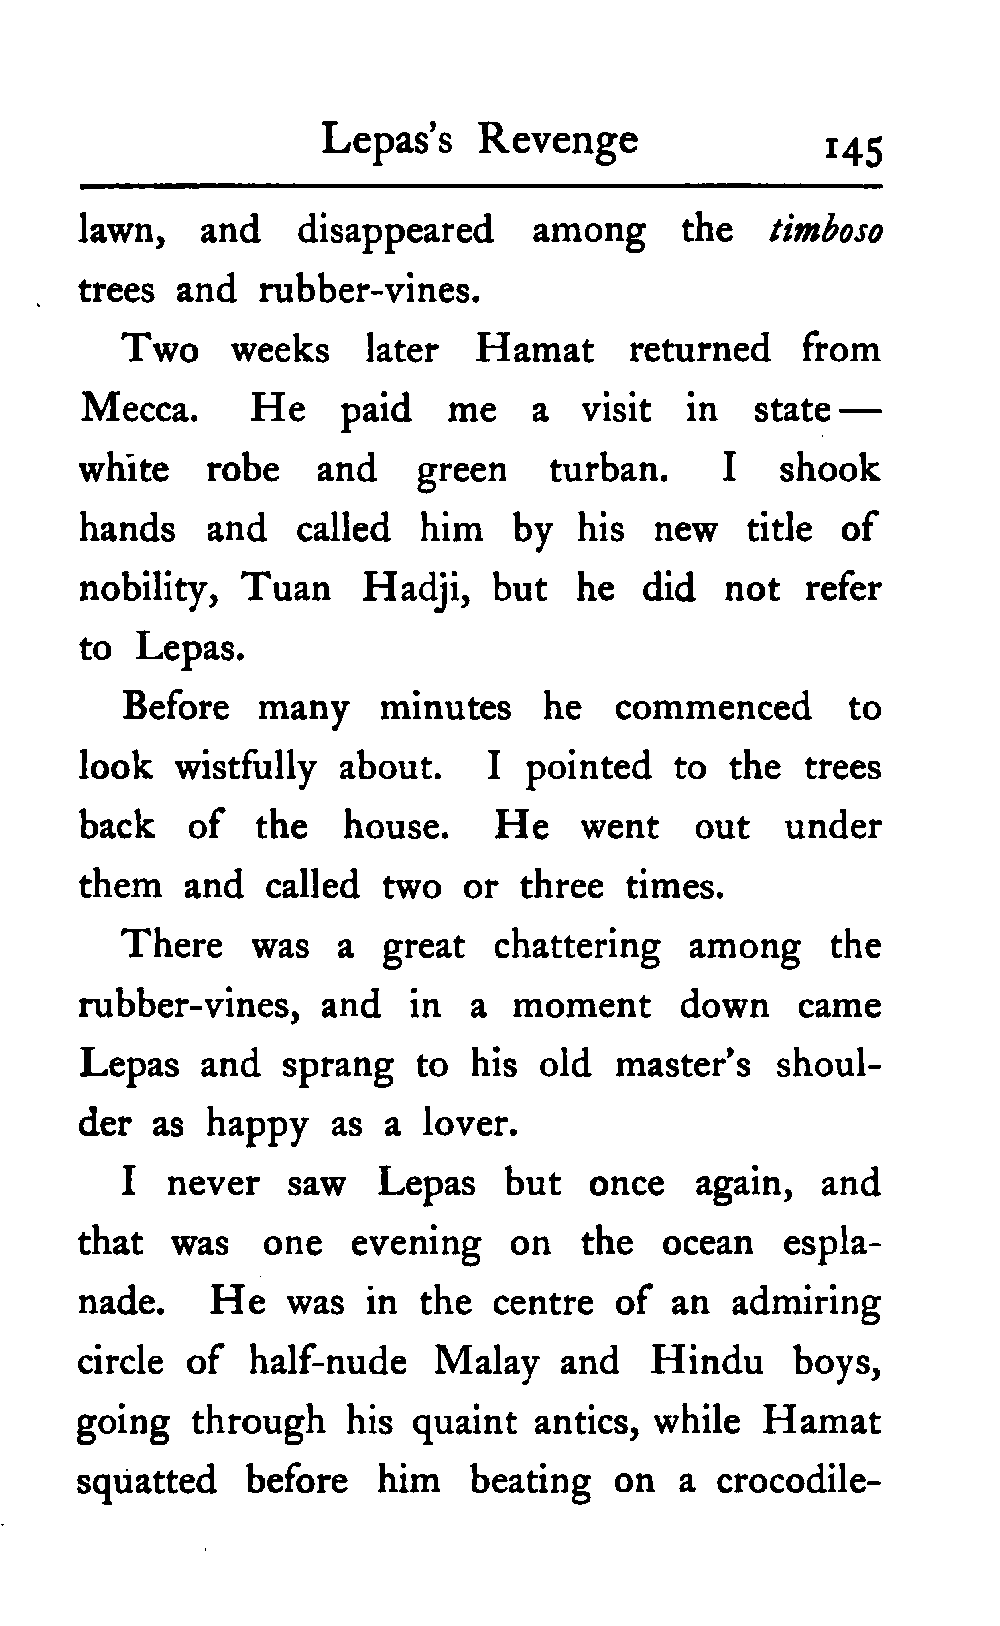 Lepas's Revenge 145
lawn, and disappeared among the timboso
trees and rubber-vines.
Two weeks later Hamat returned from
Mecca. He paid me a visit in state —
white robe and green turban. I shook
hands and called him by his new title of
nobility, Tuan Hadji, but he did not refer
to Lepas.
Before many minutes he commenced to
look wistfully about. I pointed to the trees
back of the house. He went out under
them and called two or three times.
There was a great chattering among the
rubber-vines, and in a moment down came
Lepas and sprang to his old master's shoul-
der as happy as a lover.
I never saw Lepas but once again, and
that was one evening on the ocean espla-
nade. He was in the centre of an admiring
circle of half-nude Malay and Hindu boys,
going through his quaint antics, while Hamat
squatted before him beating on a crocodile-